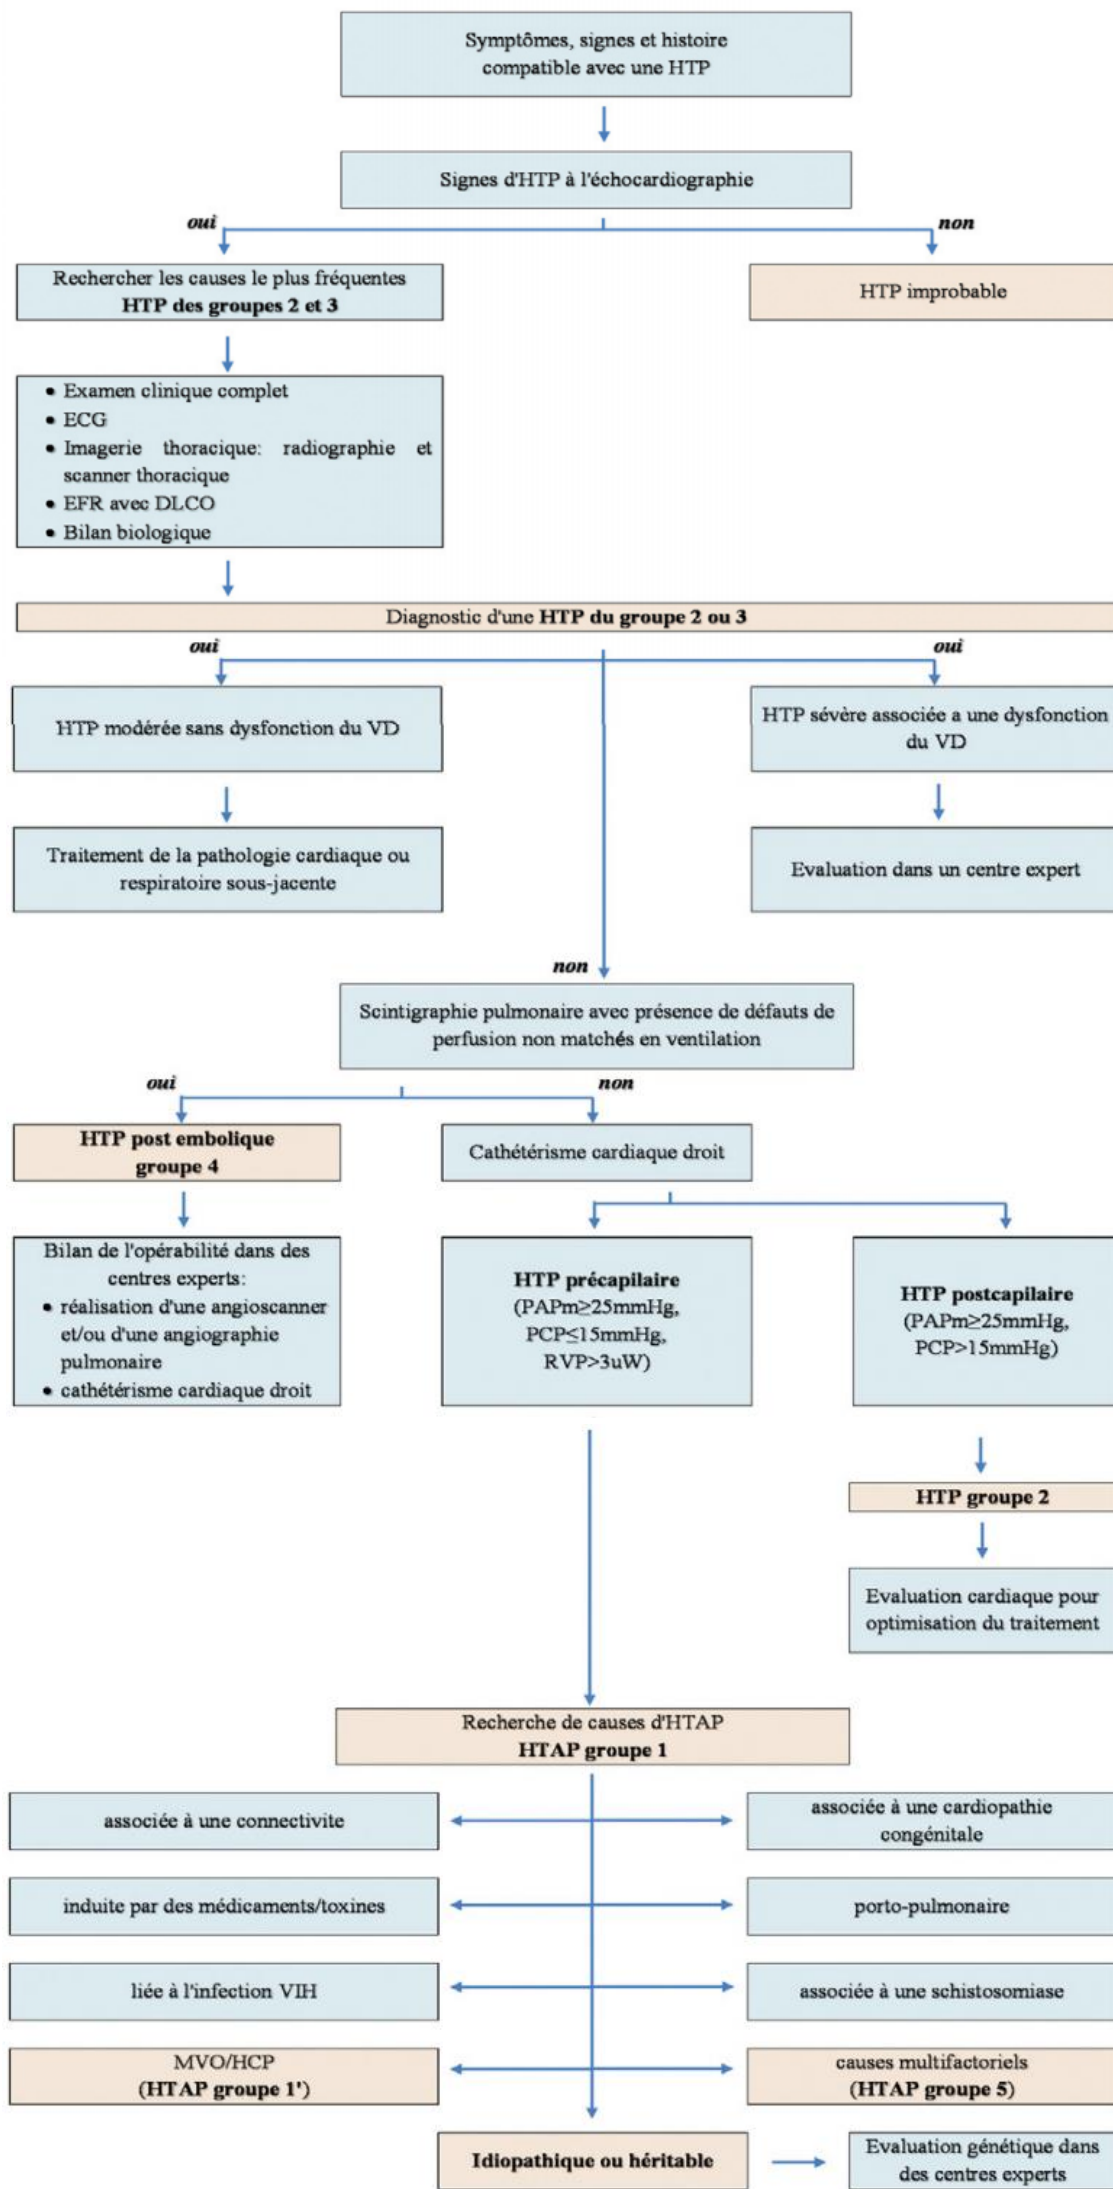 Symptômes, signes et histoire
compatible avec une HTP
Signes d'HTP à l'échocardiographie
oui
non
Rechercher les causes le plus fréquentes
HTP des groupes 2 et 3
HTP improbable
• Examen clinique complet
• ECG
• Imagerie thoracique: radiographie et
scanner thoracique
• EFR avec DLCO
• Bilan biologique
Diagnostic d'une HTP du groupe 2 ou 3
oui
oui
HTP modérée sans dysfonction du VD
HTP sévère associée a une dysfonction
du VD
Traitement de la pathologie cardiaque ou
respiratoire sous-jacente
Evaluation dans un centre expert
non
Scintigraphie pulmonaire avec présence de défauts de
perfusion non matchés en ventilation
oui
non
HTP post embolique
groupe 4
Cathétérisme cardiaque droit
Bilan de l'opérabilité dans des
centres experts:
• réalisation d'une angioscanner
et/ou d'une angiographie
pulmonaire
• cathétérisme cardiaque droit
HTP précapilaire
(PAPm≥25mmHg,
PCP≤15mmHg,
RVP>3uW)
HTP postcapilaire
(PAPm≥25mmHg,
PCP>15mmHg)
HTP groupe 2
Evaluation cardiaque pour
optimisation du traitement
Recherche de causes d'HTAP
HTAP groupe 1
associée à une connectivite
associée à une cardiopathie
congénitale
induite par des médicaments/toxines
porto-pulmonaire
liée à l'infection VIH
associée à une schistosomiase
MVO/HCP
(HTAP groupe 1')
causes multifactoriels
(HTAP groupe 5)
Idiopathique ou héritable
Evaluation génétique dans
des centres experts